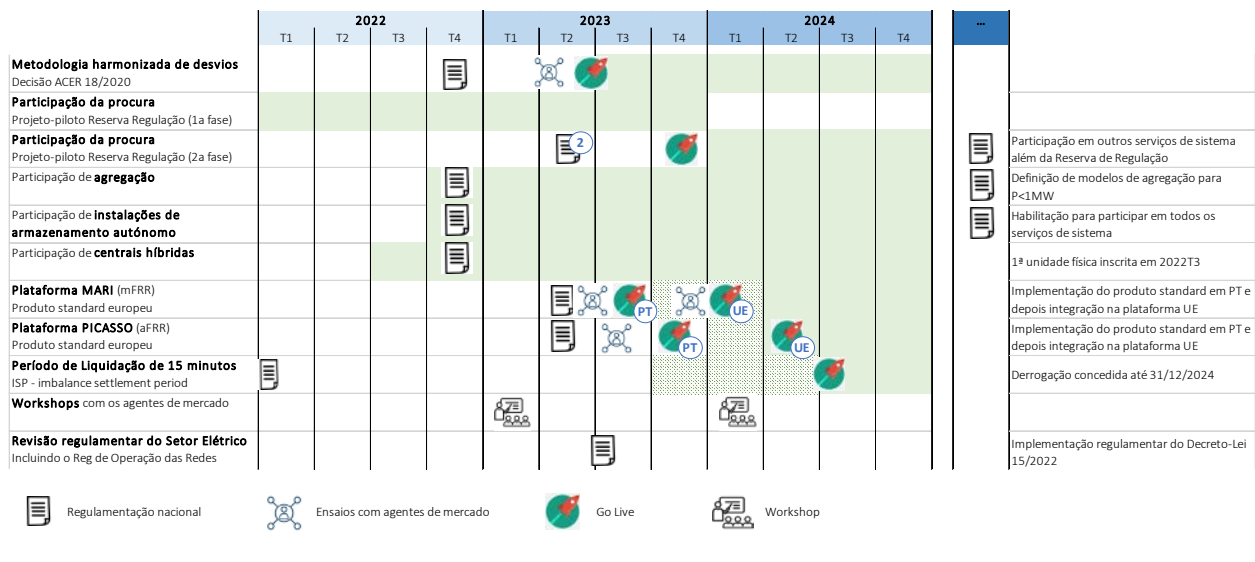 2022
2023
2024
...
T1
T2
T3
T4
T1
T2
T3
T4
T1
T2
T3
T4
Metodologia harmonizada de desvios
Decisão ACER 18/2020
Participação da procura
Projeto-piloto Reserva Regulação (1a fase)
Participação da procura
Projeto-piloto Reserva Regulação (2a fase)
2
Participação em outros serviços de sistema
além da Reserva de Regulação
Participação de agregação
Definição de modelos de agregação para
P<1MW
Participação de instalações de
armazenamento autónomo
Habilitação para participar em todos os
serviços de sistema
Participação de centrais híbridas
1ª unidade física inscrita em 2022T3
Plataforma MARI (mFRR)
Produto standard europeu
PT
UE
Implementação do produto standard em PT e
depois integração na plataforma UE
Plataforma PICASSO (aFRR)
Produto standard europeu
PT
UE
Implementação do produto standard em PT e
depois integração na plataforma UE
Período de Liquidação de 15 minutos
ISP - imbalance settlement period
Derrogação concedida até 31/12/2024
Workshops com os agentes de mercado
Revisão regulamentar do Setor Elétrico
Incluindo o Reg de Operação das Redes
Implementação regulamentar do Decreto-Lei
15/2022
Regulamentação nacional
Ensaios com agentes de mercado
Go Live
Workshop